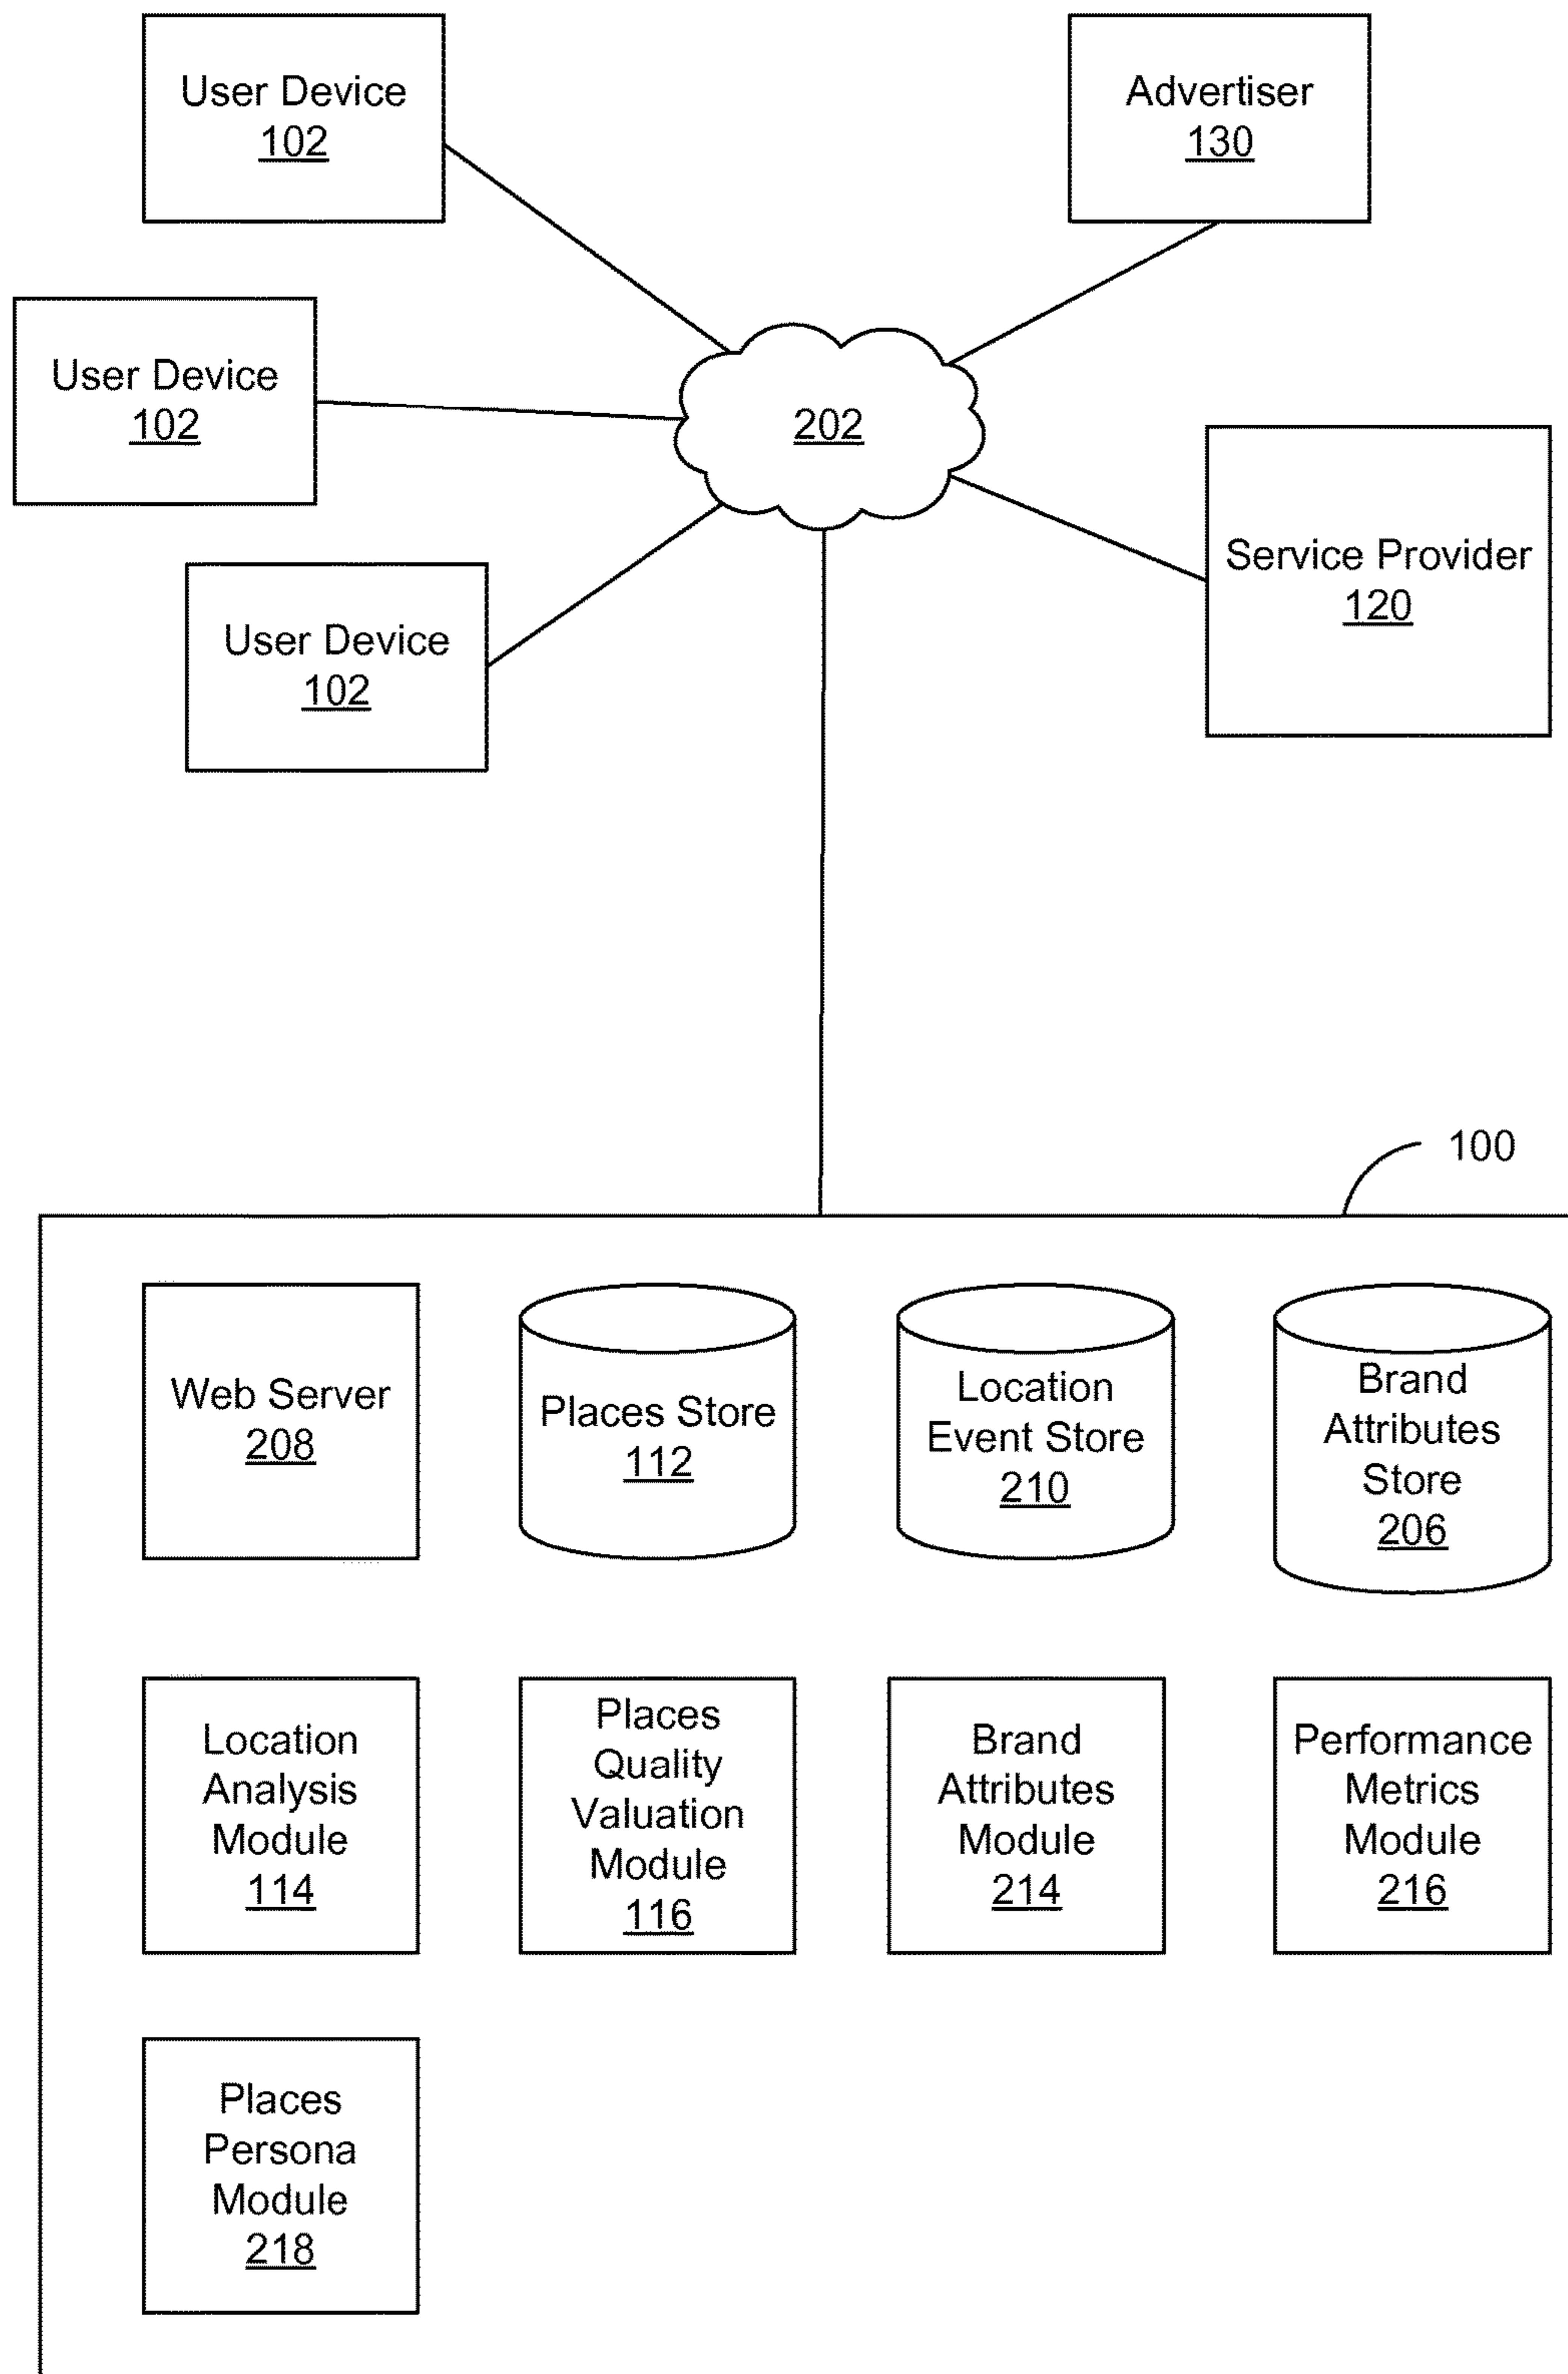 User Device
102
Advertiser
130
User Device
102
202
Service Provider
120
User Device
102
100
Web Server
208
Places Store
112
Location
Event Store
210
Brand
Attributes
Store
206
Location
Analysis
Module
114
Places
Quality
Valuation
Module
116
Brand
Attributes
Module
214
Performance
Metrics
Module
216
Places
Persona
Module
218